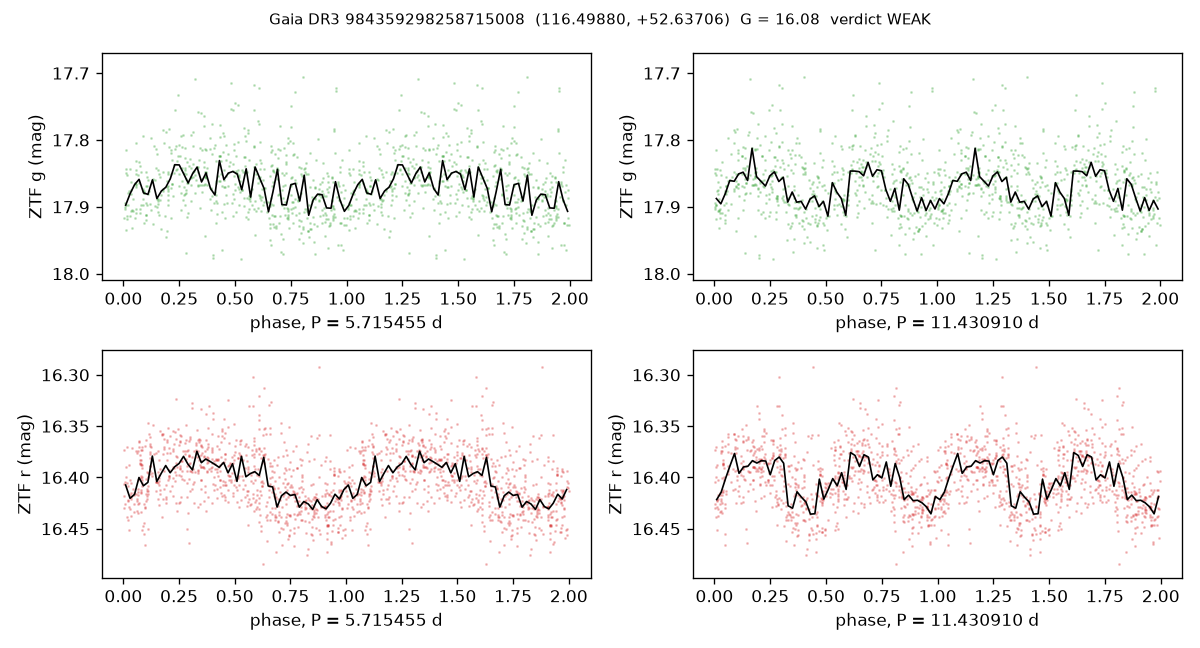 Gaia DR3 984359298258715008  (116.49880, +52.63706)  G = 16.08  verdict WEAK
ZTF g (mag)
17.7
17.8
17.9
18.0
0.00 0.25 0.50 0.75 1.00 1.25 1.50 1.75 2.00
phase, P = 5.715455 d
ZTF g (mag)
17.7
17.8
17.9
18.0
0.00 0.25 0.50 0.75 1.00 1.25 1.50 1.75 2.00
phase, P = 11.430910 d
ZTF r (mag)
16.30
16.35
16.40
16.45
0.00 0.25 0.50 0.75 1.00 1.25 1.50 1.75 2.00
phase, P = 5.715455 d
ZTF r (mag)
16.30
16.35
16.40
16.45
0.00 0.25 0.50 0.75 1.00 1.25 1.50 1.75 2.00
phase, P = 11.430910 d